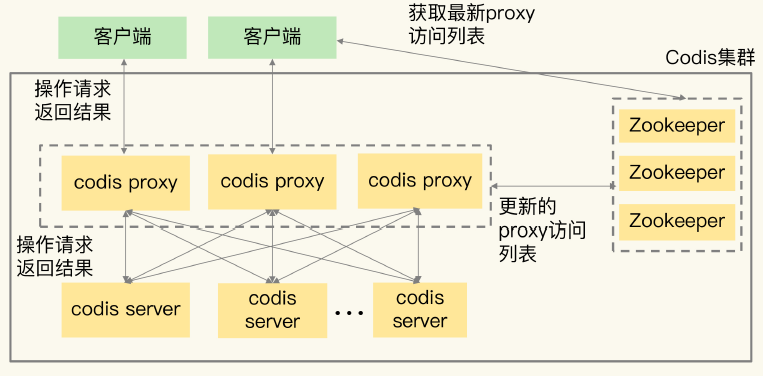 获取最新proxy
访问列表
客户端
客户端
Codis集群
操作请求
返回结果
Zookeeper
Zookeeper
Zookeeper
codis proxy
codis proxy
codis proxy
更新的
proxy访问
列表
操作请求
返回结果
codis server
codis
server
...
codis
server